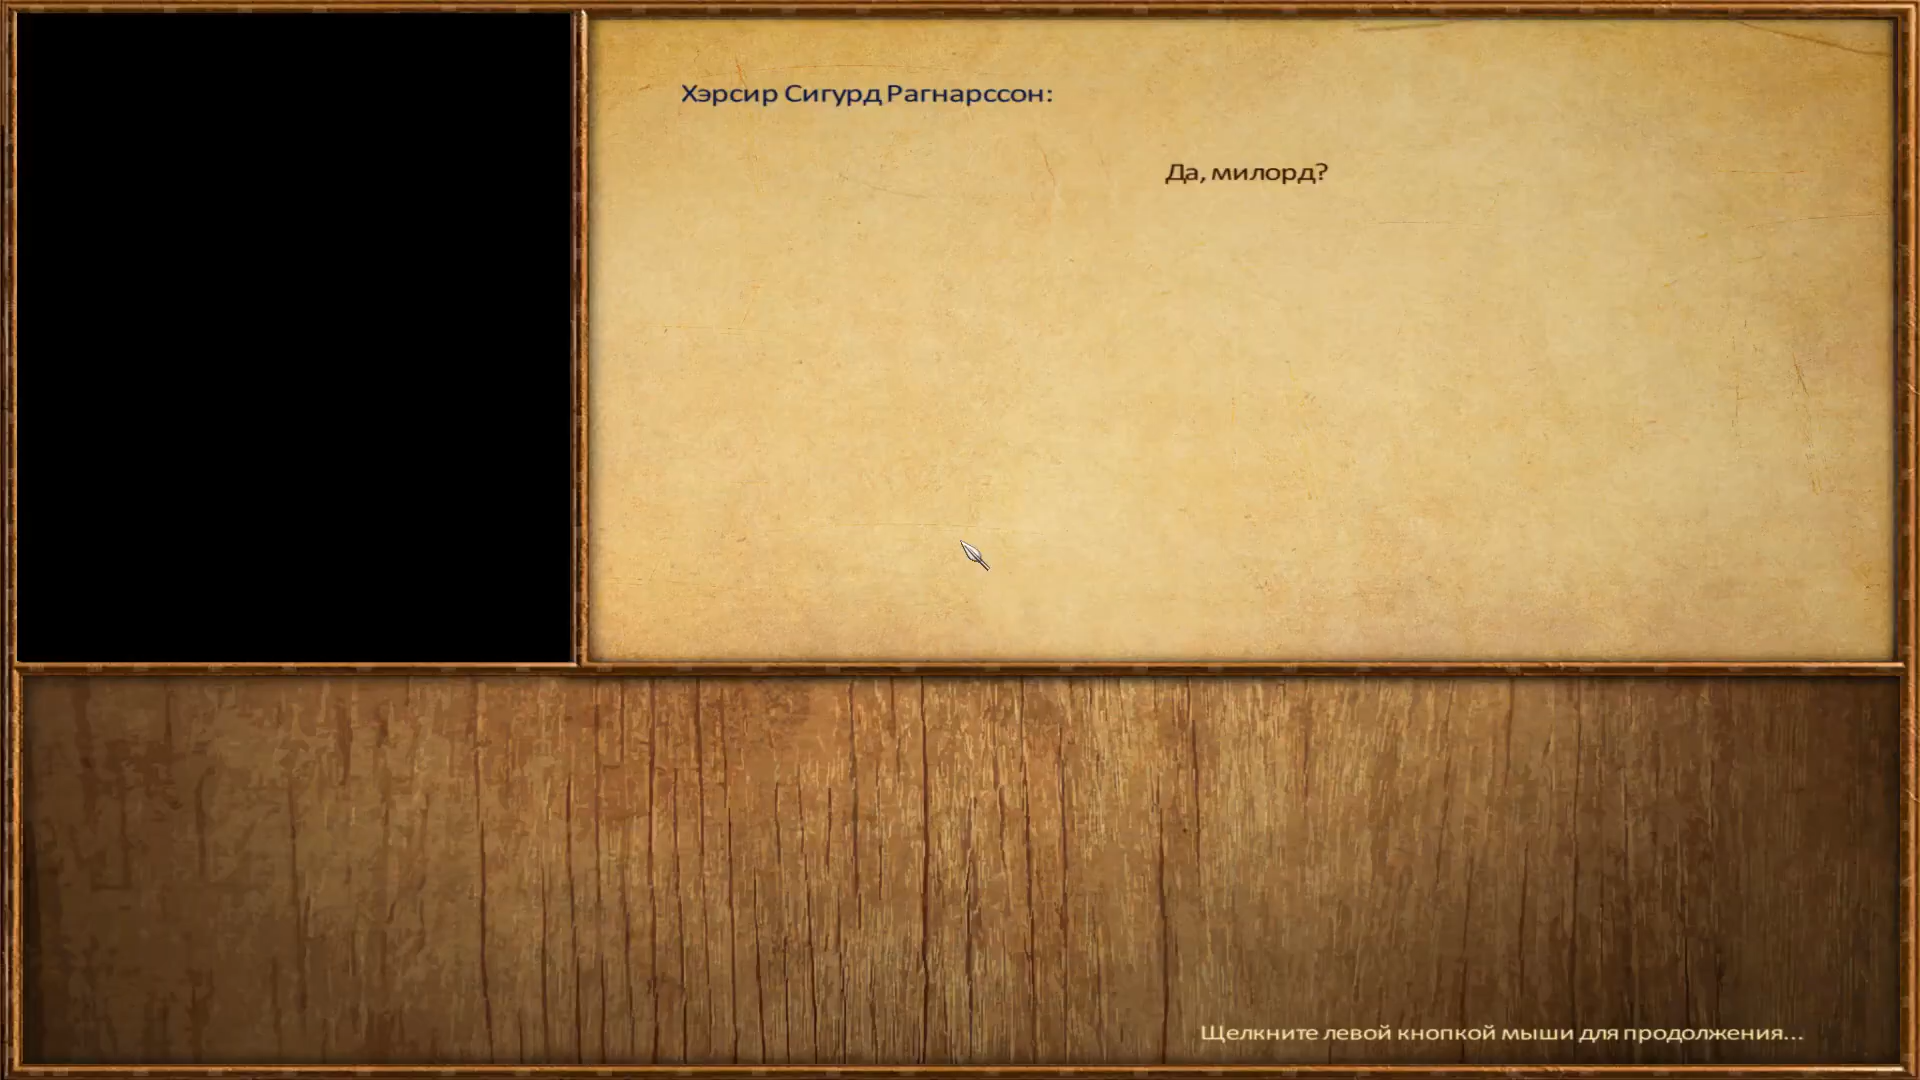 Хэрсир Сигурд Рагнарссон:
Да, милорд?
Щелкните левой кнопкой мыши для продолжения...